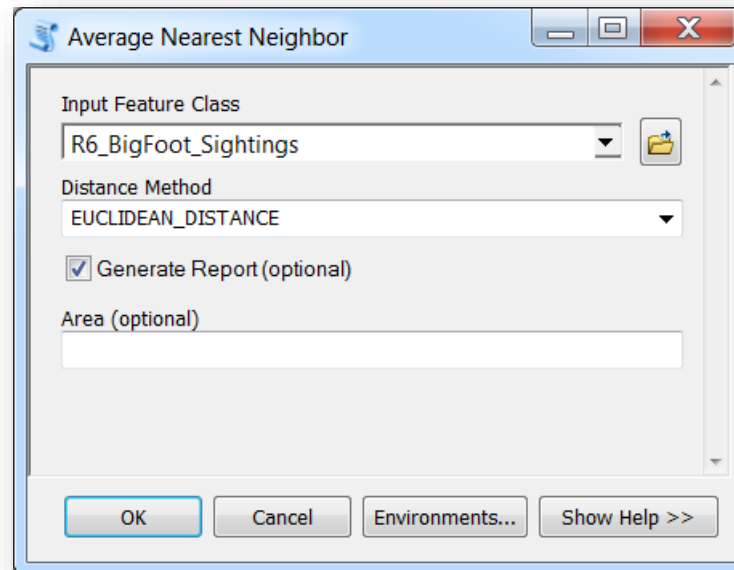 Average Nearest Neighbor
Input Feature Class
R6_BigFoot_Sightings
Distance Method
EUCLIDEAN_DISTANCE
Generate Report (optional)
Area (optional)
OK Cancel Environments... Show Help >>